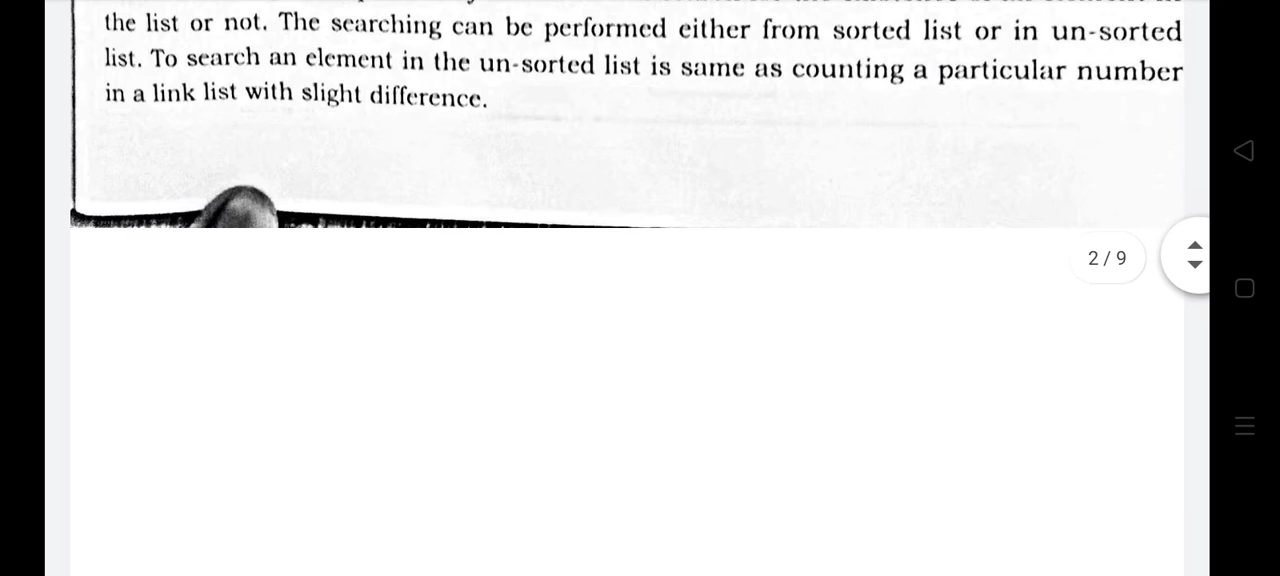 the list or not. The searching can be performed either from sorted list or in un-sorted
list. To search an element in the un-sorted list is same as counting a particular number
in a link list with slight difference.
2 / 9